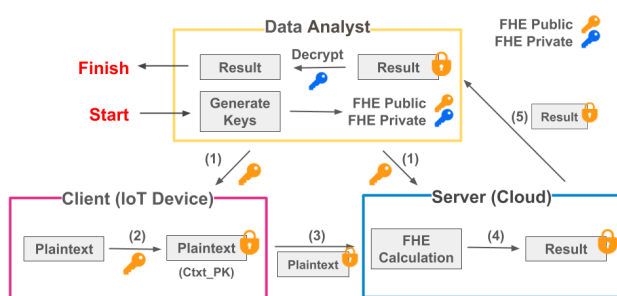 Data Analyst
FHE Public
FHE Private
Finish
Result
Decrypt
Result
Start
Generate
Keys
FHE Public
FHE Private
(5)
Result
(1)
(1)
Client (IoT Device)
Server (Cloud)
Plaintext
(2)
Plaintext
(Ctxt_PK)
(3)
Plaintext
FHE
Calculation
(4)
Result